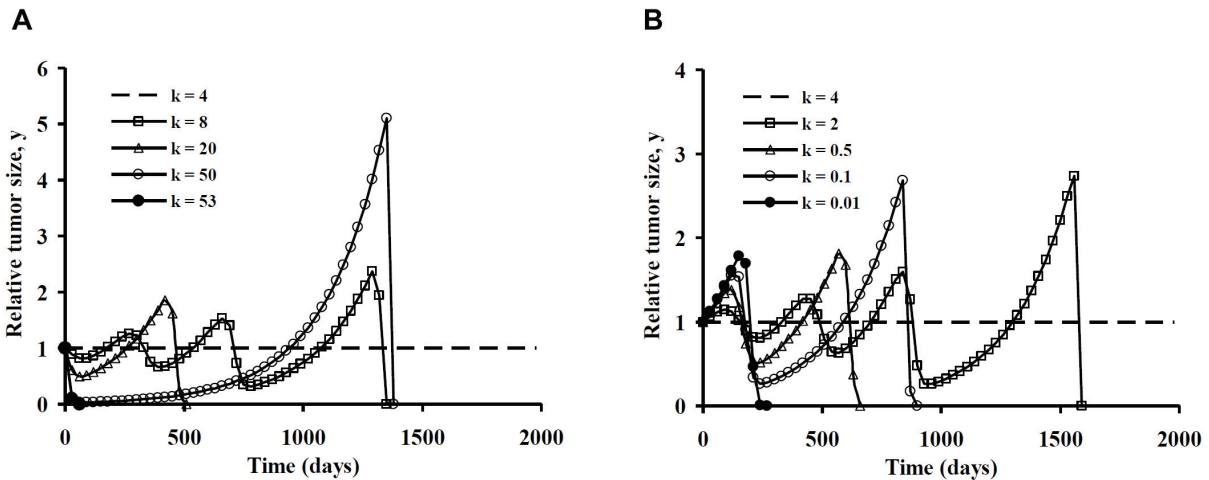 A
Relative tumor size, y
6
5
4
3
2
1
0
k = 4
k = 8
k = 20
k = 50
k = 53
0
500
1000
1500
2000
Time (days)
B
Relative tumor size, y
4
3
2
1
0
k = 4
k = 2
k = 0.5
k = 0.1
k = 0.01
0
500
1000
1500
2000
Time (days)